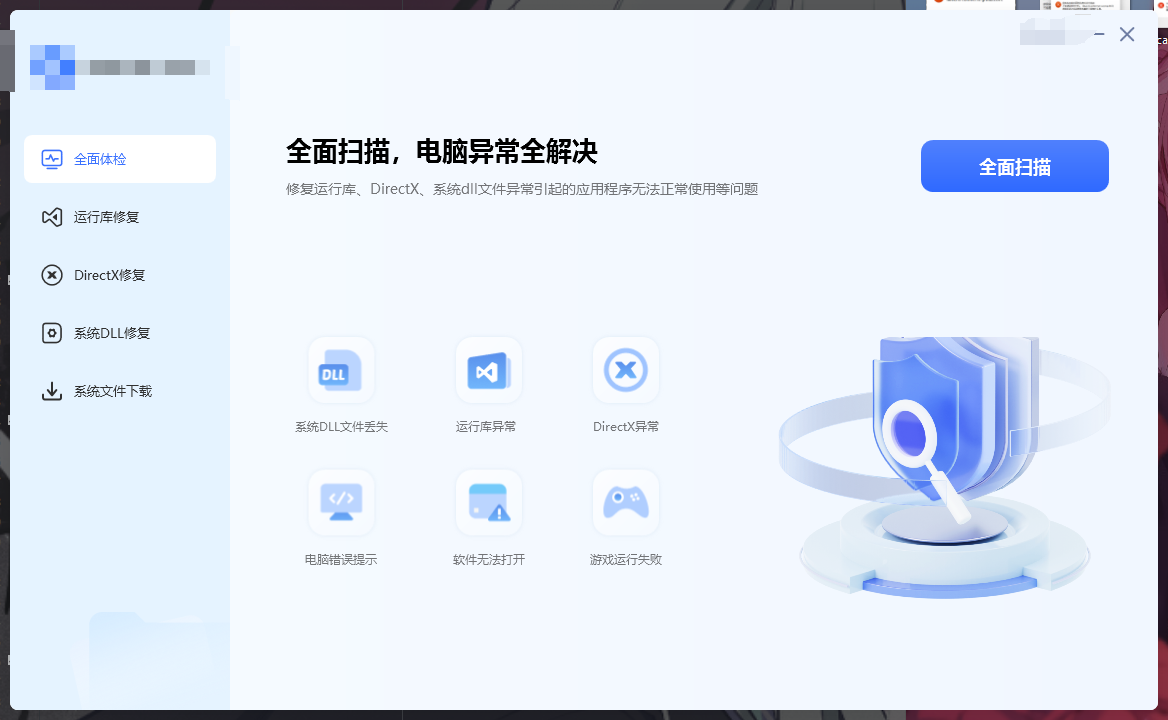 全面体检
运行库修复
DirectX修复
系统DLL修复
系统文件下载
全面扫描，电脑异常全解决
修复运行库、DirectX、系统dll文件异常引起的应用程序无法正常使用等问题
全面扫描
DLL
系统DLL文件丢失
运行库异常
DirectX异常
</>
电脑错误提示
软件无法打开
游戏运行失败